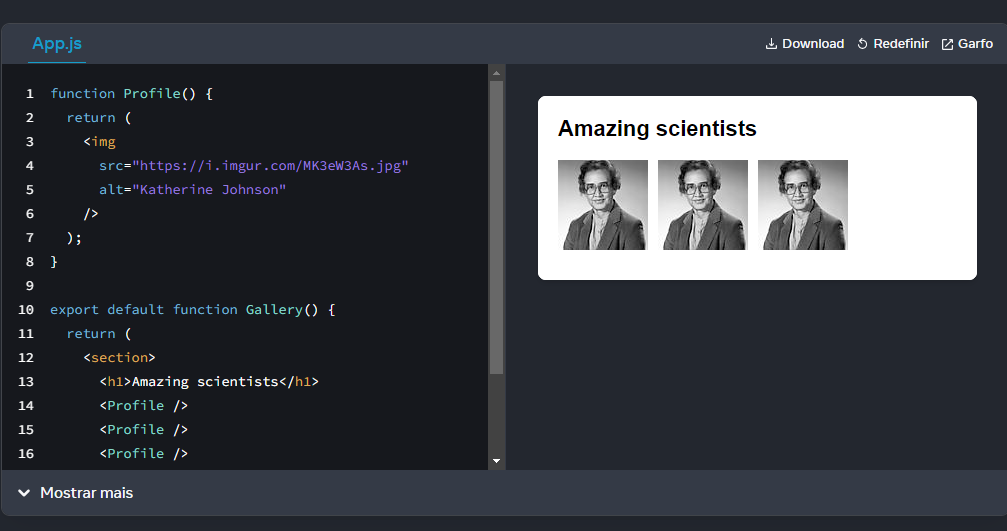 App.js
Download Redefinir Garfo
1 function Profile() {
2 return (
3 <img
4 src="https://i.imgur.com/MK3eW3As.jpg"
5 alt="Katherine Johnson"
6 />
7 );
8 }
9
10 export default function Gallery() {
11 return (
12 <section>
13 <h1>Amazing scientists</h1>
14 <Profile />
15 <Profile />
16 <Profile />
Amazing scientists
Mostrar mais